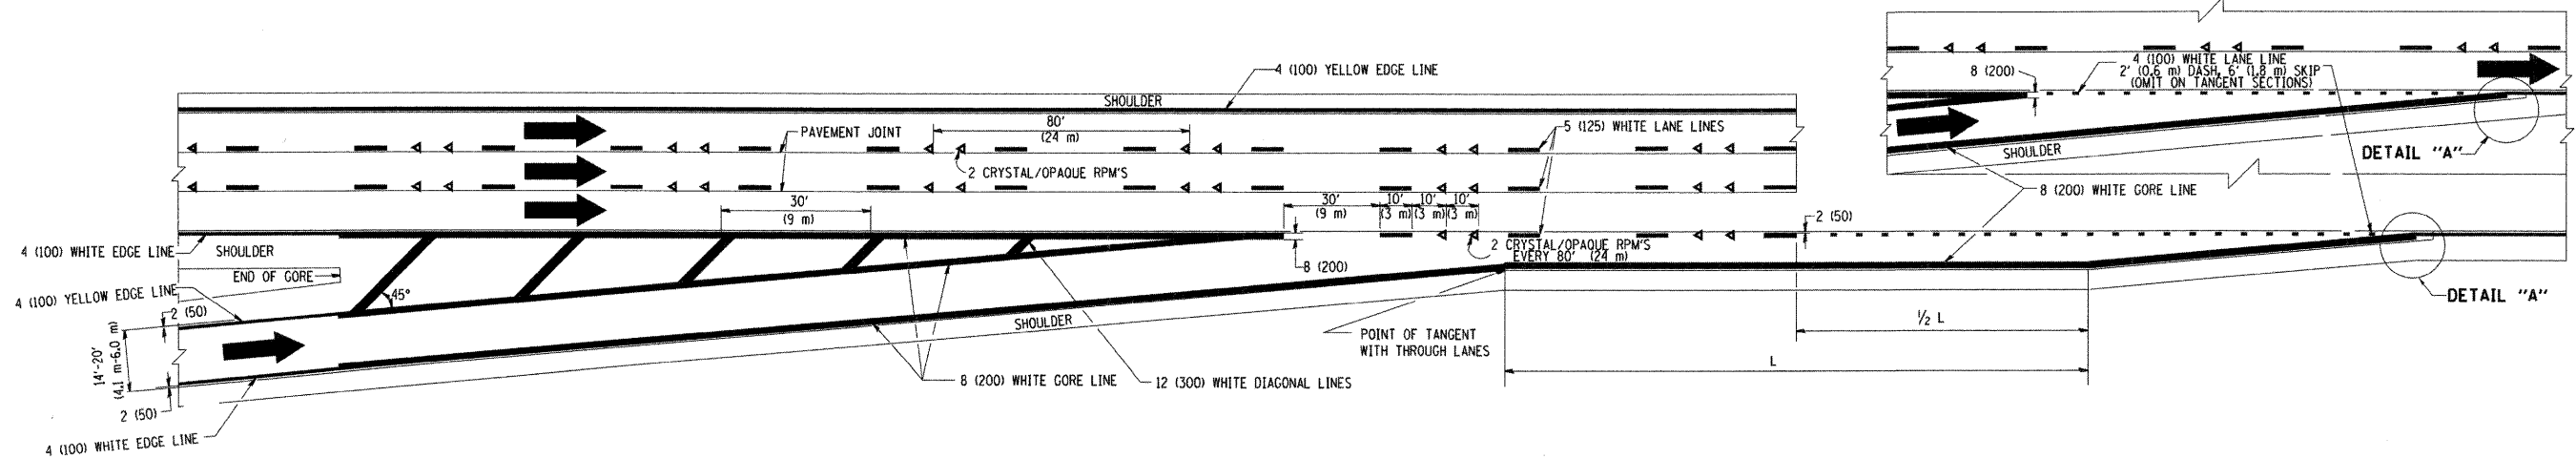 4 (100) YELLOW EDGE LINE
SHOULDER
80'
(24 m)
PAVEMENT JOINT
5 (125) WHITE LANE LINES
2 CRYSTAL/OPAQUE RPM'S
30'
(9 m)
30'
(9 m)
10'
(3 m)
10'
(3 m)
10'
(3 m)
2 (50)
4 (100) WHITE EDGE LINE
SHOULDER
END OF GORE
8 (200)
2 CRYSTAL/OPAQUE RPM'S
EVERY 80' (24 m)
4 (100) YELLOW EDGE LINE
45°
2 (50)
14'-20'
(4.1 m-6.0 m)
2 (50)
4 (100) WHITE EDGE LINE
SHOULDER
8 (200) WHITE GORE LINE
12 (300) WHITE DIAGONAL LINES
POINT OF TANGENT
WITH THROUGH LANES
1/2 L
L
8 (200)
4 (100) WHITE LANE LINE
2' (0.6 m) DASH, 6' (1.8 m) SKIP
(OMIT ON TANGENT SECTIONS)
SHOULDER
DETAIL "A"
8 (200) WHITE GORE LINE
DETAIL "A"